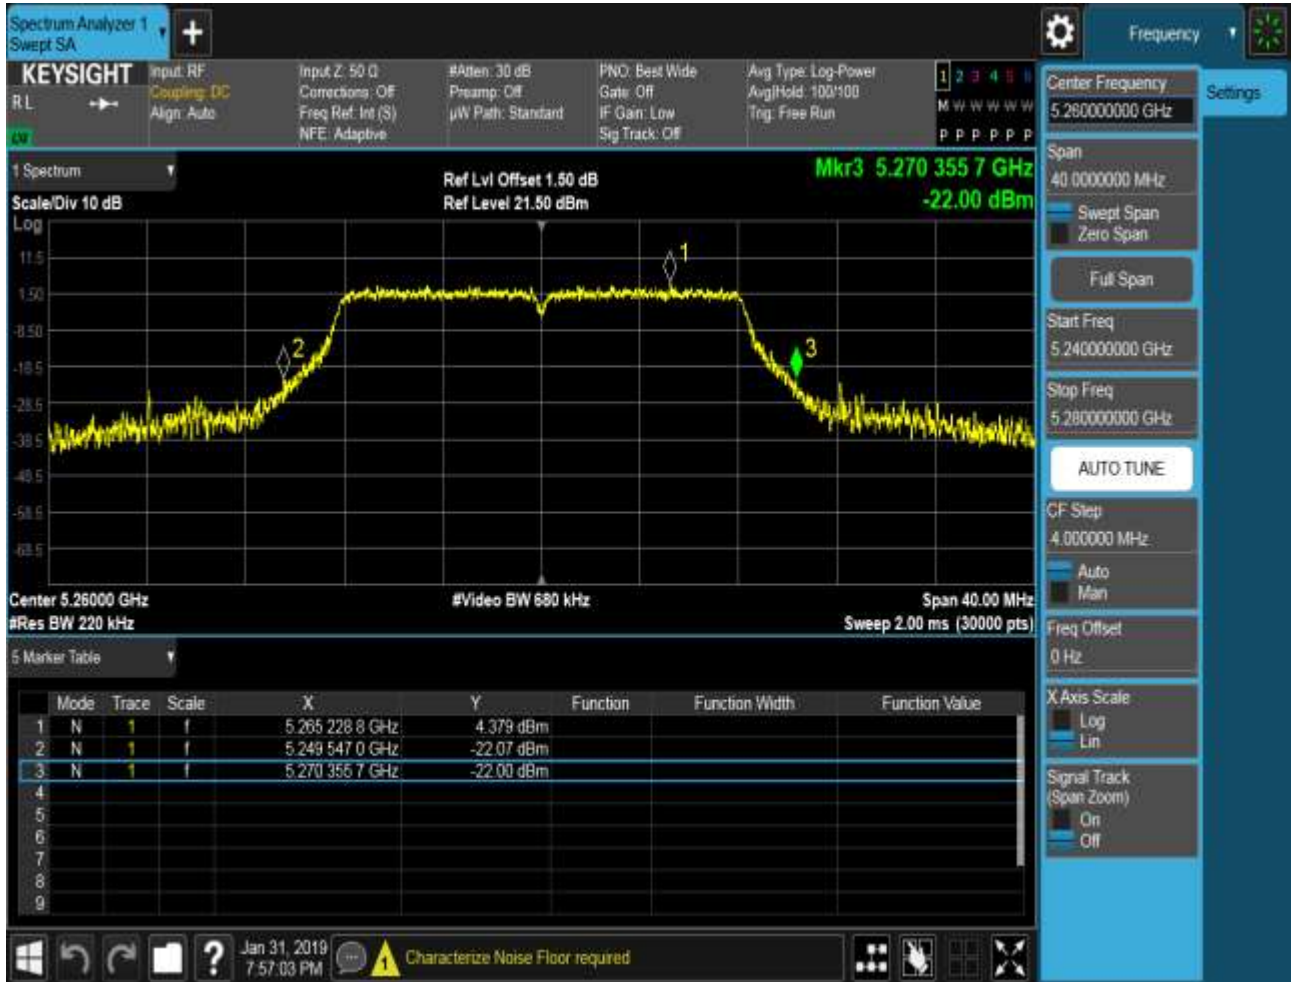 Spectrum Analyzer 1
Swept SA
Frequency
KEYSIGHT
RL
Input: RF
Coupling: DC
Align: Auto
Input Z: 50 Ω
Corrections: Off
Freq Ref: Int (S)
NFE: Adaptive
#Atten: 30 dB
Preamp: Off
µW Path: Standard
PNO: Best Wide
Gate: Off
IF Gain: Low
Sig Track: Off
Avg Type: Log-Power
Avg|Hold: 100/100
Trig: Free Run
1 2 3 4 5 6
M W W W W W
P P P P P P
1 Spectrum
Scale/Div 10 dB
Ref Lvl Offset 1.50 dB
Ref Level 21.50 dBm
Mkr3 5.270 355 7 GHz
-22.00 dBm
Log
11.5
1.50
-8.50
-18.5
-28.5
-38.5
-48.5
-58.5
-68.5
1
2
3
Center 5.26000 GHz
#Res BW 220 kHz
#Video BW 680 kHz
Span 40.00 MHz
Sweep 2.00 ms (30000 pts)
5 Marker Table
Mode Trace Scale X Y Function Function Width Function Value
1 N 1 f 5.265 228 8 GHz 4.379 dBm
2 N 1 f 5.249 547 0 GHz -22.07 dBm
3 N 1 f 5.270 355 7 GHz -22.00 dBm
4
5
6
7
8
9
Center Frequency
5.260000000 GHz
Settings
Span
40.0000000 MHz
Swept Span
Zero Span
Full Span
Start Freq
5.240000000 GHz
Stop Freq
5.280000000 GHz
AUTO TUNE
CF Step
4.000000 MHz
Auto
Man
Freq Offset
0 Hz
X Axis Scale
Log
Lin
Signal Track
(Span Zoom)
On
Off
?
Jan 31, 2019
7:57:03 PM
1
Characterize Noise Floor required